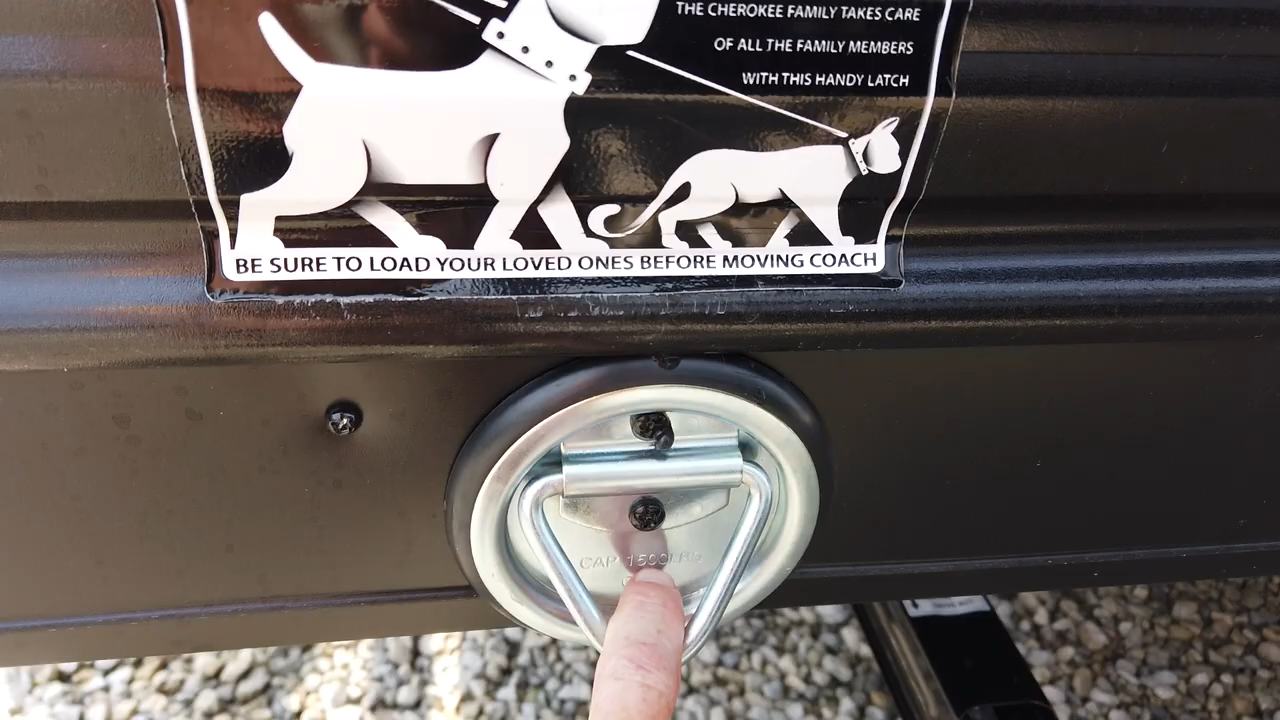 THE CHEROKEE FAMILY TAKES CARE
OF ALL THE FAMILY MEMBERS
WITH THIS HANDY LATCH
BE SURE TO LOAD YOUR LOVED ONES BEFORE MOVING COACH
CAP 1500LBS